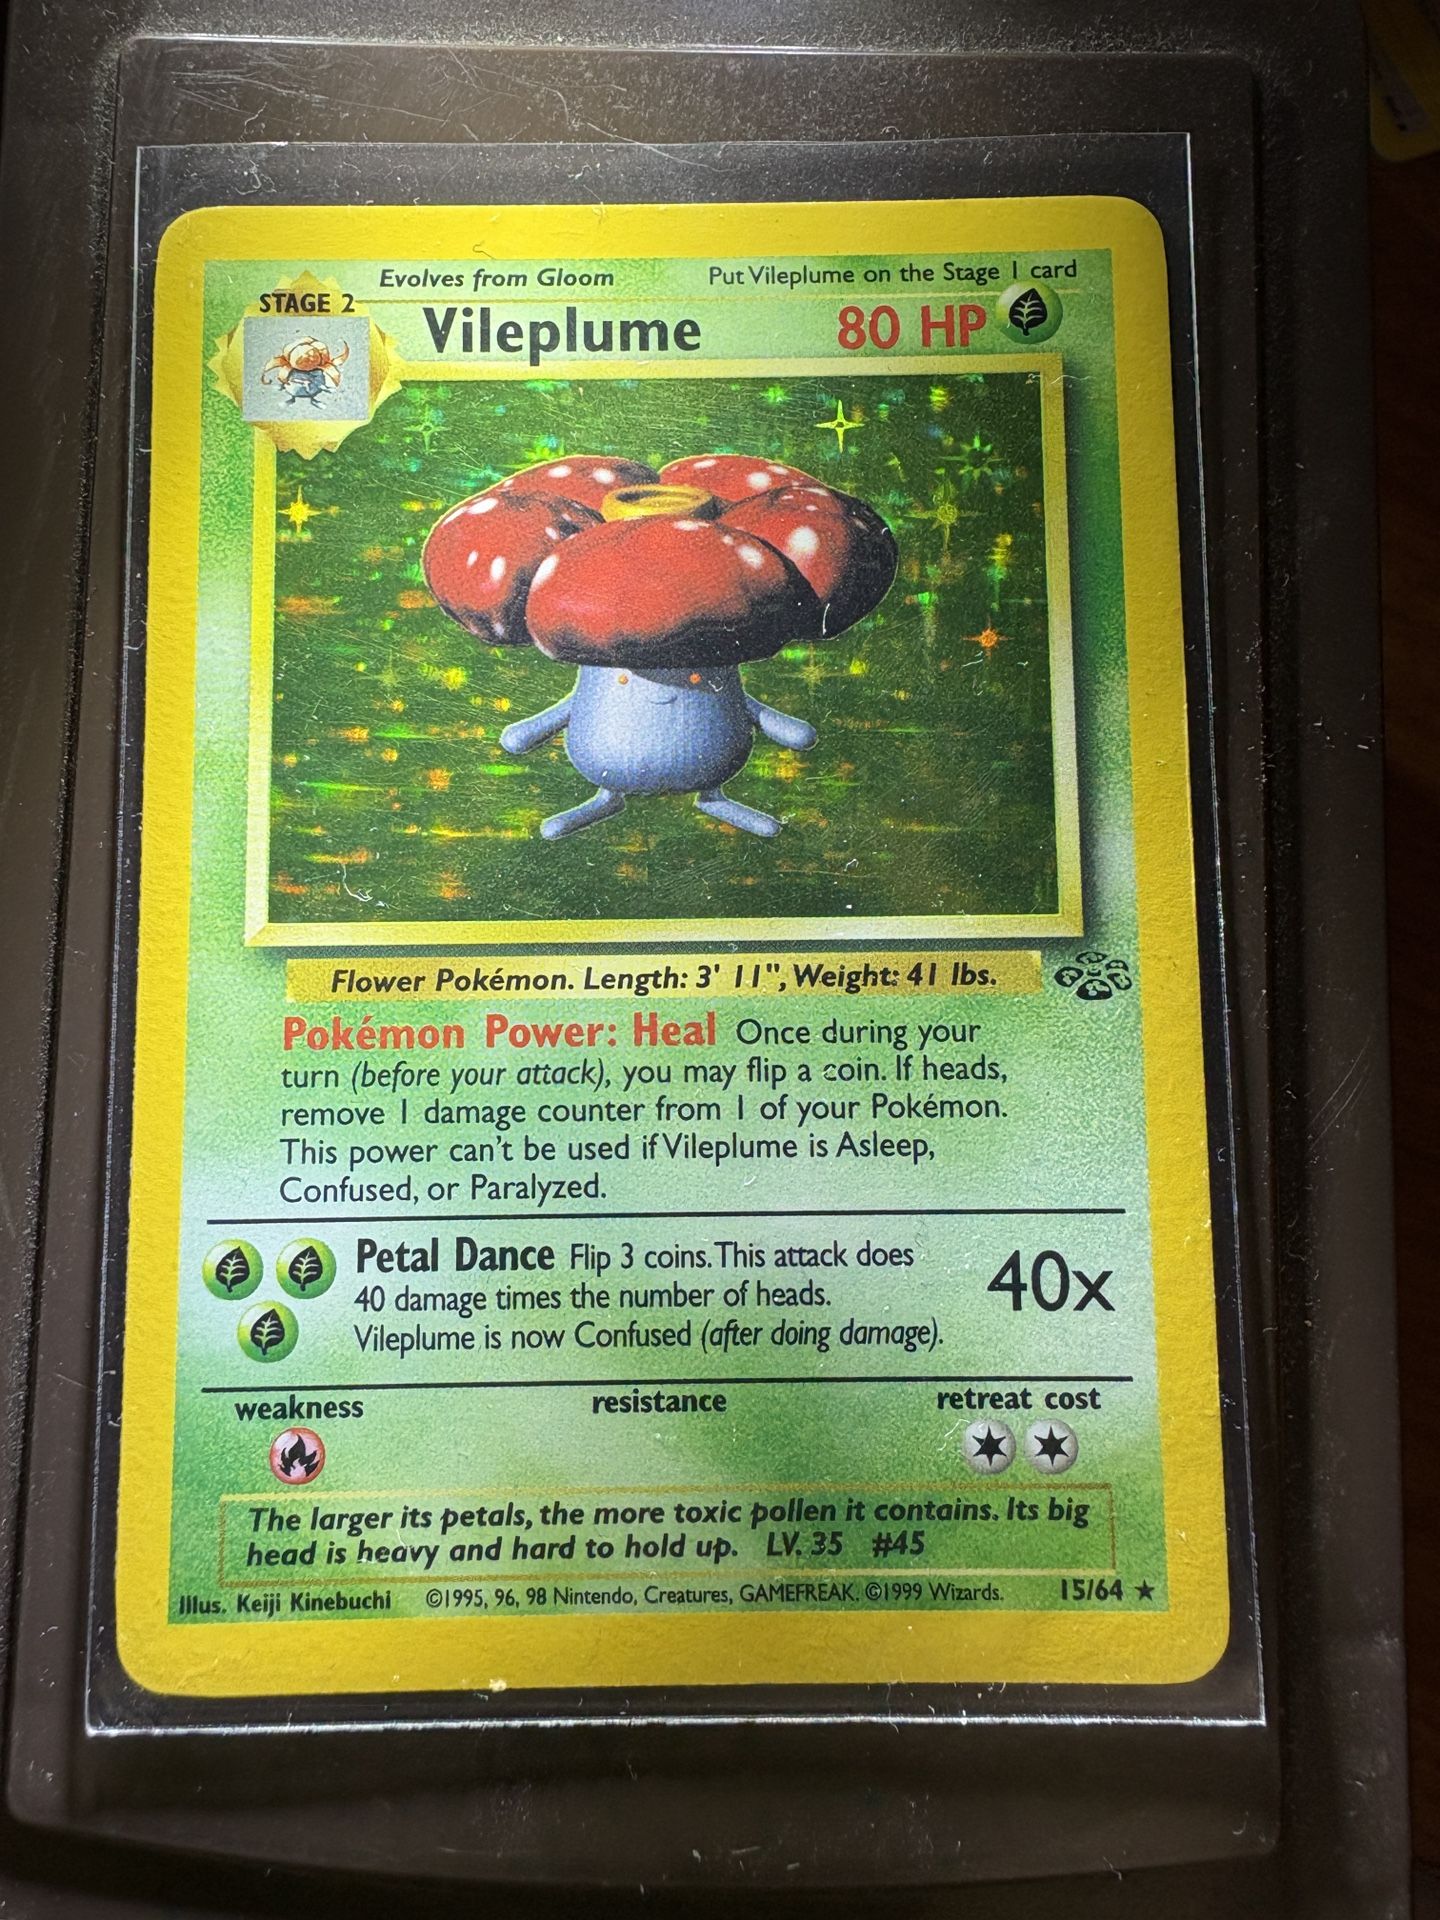 Evolves from Gloom
Put Vileplume on the Stage 1 card
STAGE 2
Vileplume
80 HP
Flower Pokémon. Length: 3' 11", Weight: 41 lbs.
Pokémon Power: Heal Once during your
turn (before your attack), you may flip a coin. If heads,
remove 1 damage counter from 1 of your Pokémon.
This power can't be used if Vileplume is Asleep,
Confused, or Paralyzed.
Petal Dance Flip 3 coins. This attack does
40 damage times the number of heads.
Vileplume is now Confused (after doing damage).
40x
weakness
resistance
retreat cost
The larger its petals, the more toxic pollen it contains. Its big
head is heavy and hard to hold up. LV. 35 #45
Illus. Keiji Kinebuchi ©1995, 96, 98 Nintendo, Creatures, GAMEFREAK. ©1999 Wizards. 15/64 ★